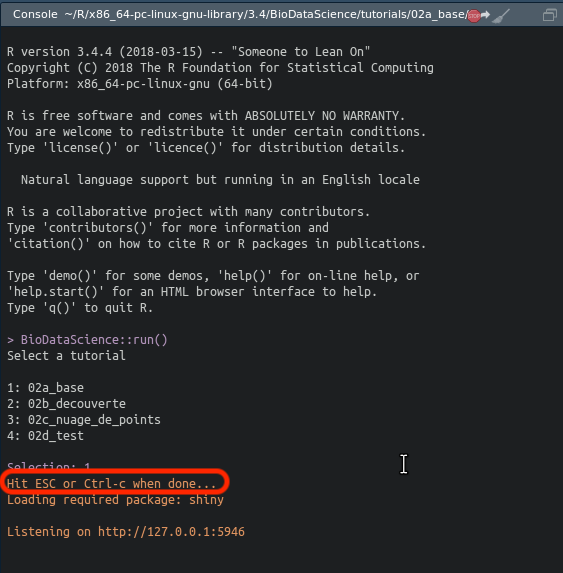 Console ~/R/x86_64-pc-linux-gnu-library/3.4/BioDataScience/tutorials/02a_base/
R version 3.4.4 (2018-03-15) -- "Someone to Lean On"
Copyright (C) 2018 The R Foundation for Statistical Computing
Platform: x86_64-pc-linux-gnu (64-bit)
R is free software and comes with ABSOLUTELY NO WARRANTY.
You are welcome to redistribute it under certain conditions.
Type 'license()' or 'licence()' for distribution details.
Natural language support but running in an English locale
R is a collaborative project with many contributors.
Type 'contributors()' for more information and
'citation()' on how to cite R or R packages in publications.
Type 'demo()' for some demos, 'help()' for on-line help, or
'help.start()' for an HTML browser interface to help.
Type 'q()' to quit R.
> BioDataScience::run()
Select a tutorial
1: 02a_base
2: 02b_decouverte
3: 02c_nuage_de_points
4: 02d_test
Selection: 1
Hit ESC or Ctrl-c when done...
Loading required package: shiny
Listening on http://127.0.0.1:5946